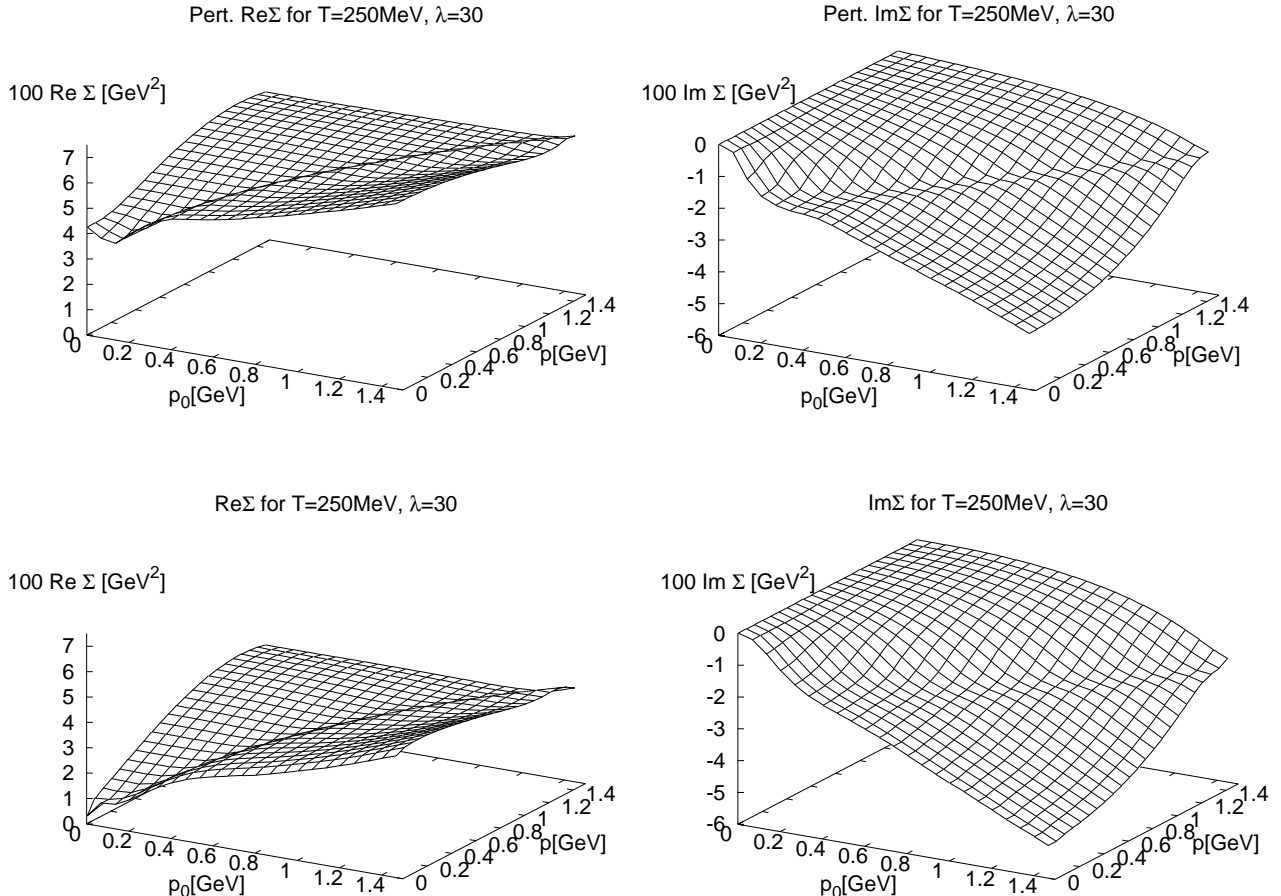 Pert. ReΣ for T=250MeV, λ=30
100 Re Σ [GeV²]
7
6
5
4
3
2
1
0
0 0.2 0.4 0.6 0.8 1 1.2 1.4
p₀[GeV]
0 0.2 0.4 0.6 0.8 1 1.2 1.4
p[GeV]
Pert. ImΣ for T=250MeV, λ=30
100 Im Σ [GeV²]
0
-1
-2
-3
-4
-5
-6
0 0.2 0.4 0.6 0.8 1 1.2 1.4
p₀[GeV]
0 0.2 0.4 0.6 0.8 1 1.2 1.4
p[GeV]
ReΣ for T=250MeV, λ=30
100 Re Σ [GeV²]
7
6
5
4
3
2
1
0
0 0.2 0.4 0.6 0.8 1 1.2 1.4
p₀[GeV]
0 0.2 0.4 0.6 0.8 1 1.2 1.4
p[GeV]
ImΣ for T=250MeV, λ=30
100 Im Σ [GeV²]
0
-1
-2
-3
-4
-5
-6
0 0.2 0.4 0.6 0.8 1 1.2 1.4
p₀[GeV]
0 0.2 0.4 0.6 0.8 1 1.2 1.4
p[GeV]